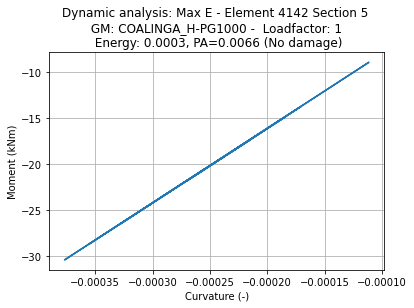 Dynamic analysis: Max E - Element 4142 Section 5
GM: COALINGA_H-PG1000 -  Loadfactor: 1
Energy: 0.0003, PA=0.0066 (No damage)
−10
−15
−20
−25
−30
Moment (kNm)
−0.00035 −0.00030 −0.00025 −0.00020 −0.00015 −0.00010
Curvature (-)